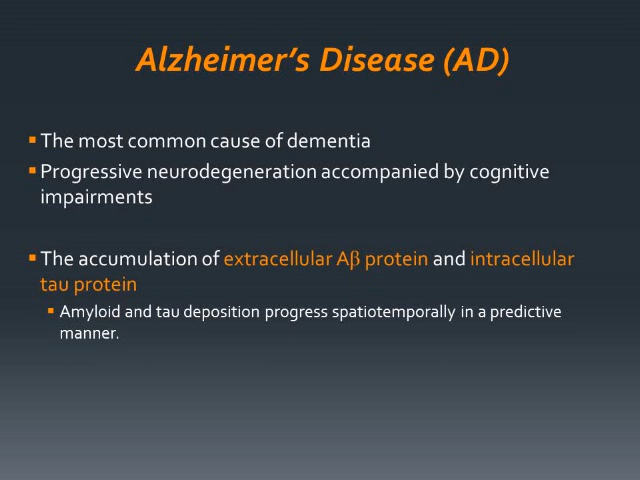 Alzheimer's Disease (AD)
The most common cause of dementia
Progressive neurodegeneration accompanied by cognitive
impairments
The accumulation of extracellular Aβ protein and intracellular
tau protein
Amyloid and tau deposition progress spatiotemporally in a predictive
manner.